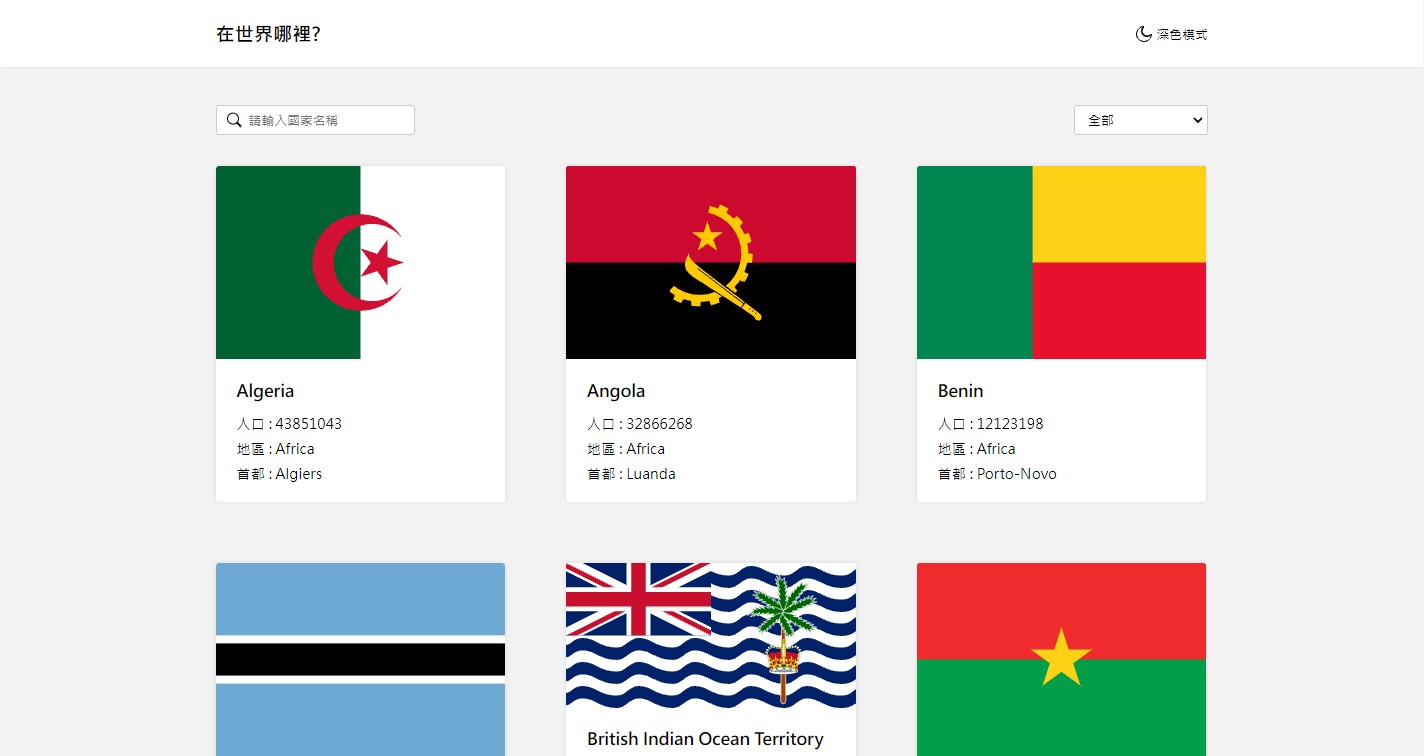 在世界哪裡?
深色模式
請輸入國家名稱
全部
Algeria
人口 : 43851043
地區 : Africa
首都 : Algiers
Angola
人口 : 32866268
地區 : Africa
首都 : Luanda
Benin
人口 : 12123198
地區 : Africa
首都 : Porto-Novo
British Indian Ocean Territory